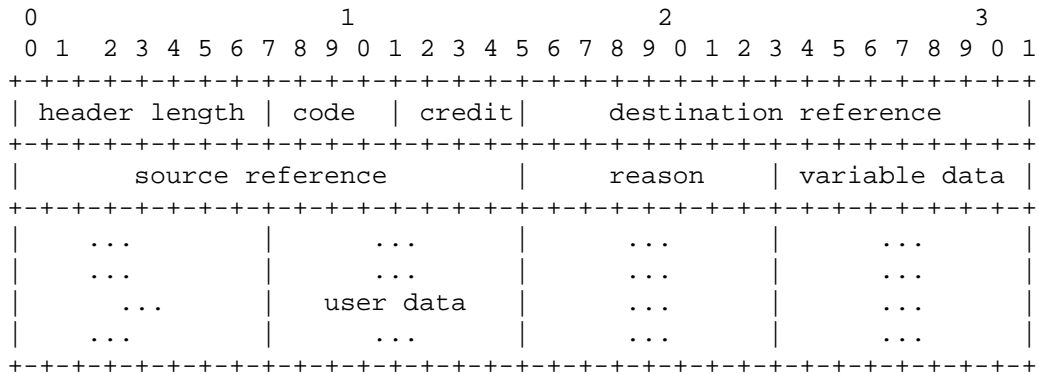 0                   1                   2                   3
0 1  2 3 4 5 6 7 8 9 0 1 2 3 4 5 6 7 8 9 0 1 2 3 4 5 6 7 8 9 0 1
+-+-+-+-+-+-+-+-+-+-+-+-+-+-+-+-+-+-+-+-+-+-+-+-+-+-+-+-+-+-+-+-+
| header length | code  | credit|     destination reference     |
+-+-+-+-+-+-+-+-+-+-+-+-+-+-+-+-+-+-+-+-+-+-+-+-+-+-+-+-+-+-+-+-+
|       source reference        |     reason    | variable data |
+-+-+-+-+-+-+-+-+-+-+-+-+-+-+-+-+-+-+-+-+-+-+-+-+-+-+-+-+-+-+-+-+
|    ...        |      ...      |      ...      |      ...      |
|    ...        |      ...      |      ...      |      ...      |
|      ...      |   user data   |      ...      |      ...      |
|    ...        |      ...      |      ...      |      ...      |
+-+-+-+-+-+-+-+-+-+-+-+-+-+-+-+-+-+-+-+-+-+-+-+-+-+-+-+-+-+-+-+-+